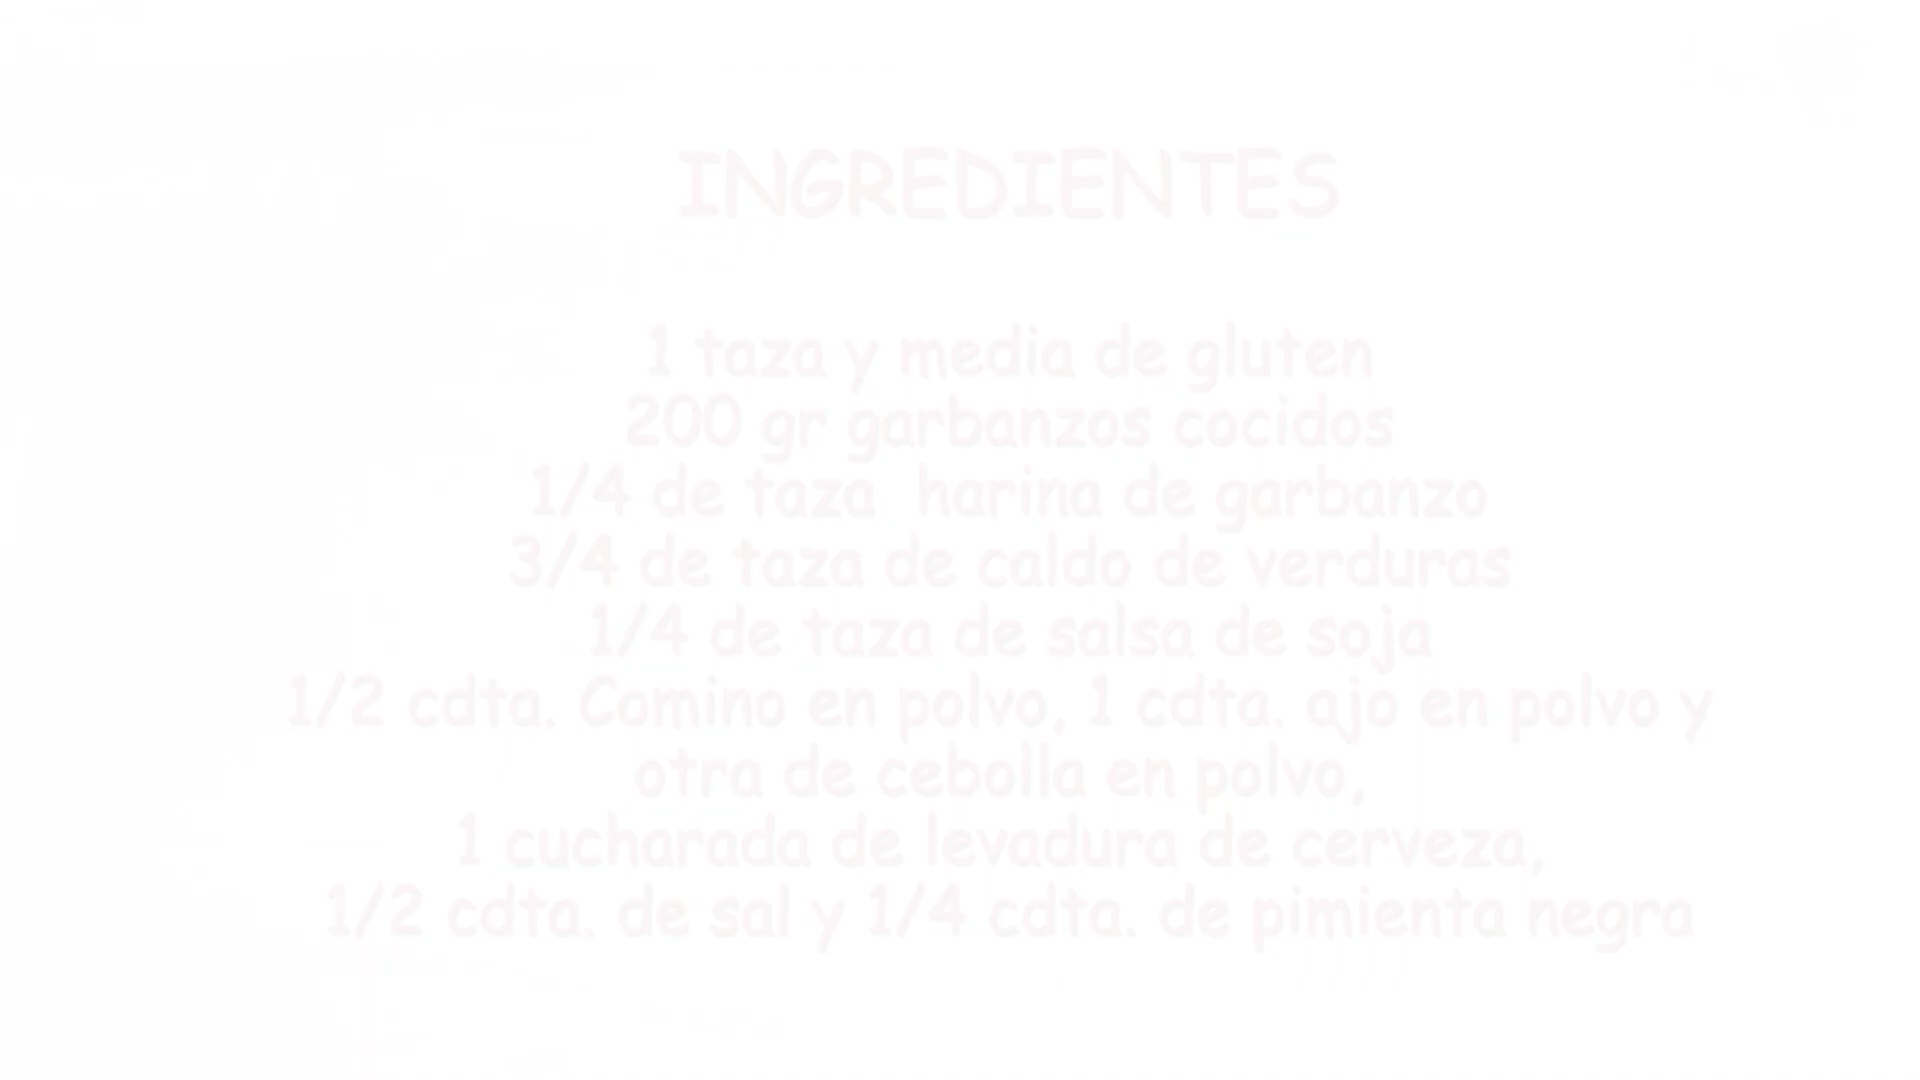 INGREDIENTES
1 taza y media de gluten
200 gr garbanzos cocidos
1/4 de taza harina de garbanzo
3/4 de taza de caldo de verduras
1/4 de taza de salsa de soja
1/2 cdta. Comino en polvo, 1 cdta. ajo en polvo y
otra de cebolla en polvo,
1 cucharada de levadura de cerveza,
1/2 cdta. de sal y 1/4 cdta. de pimienta negra